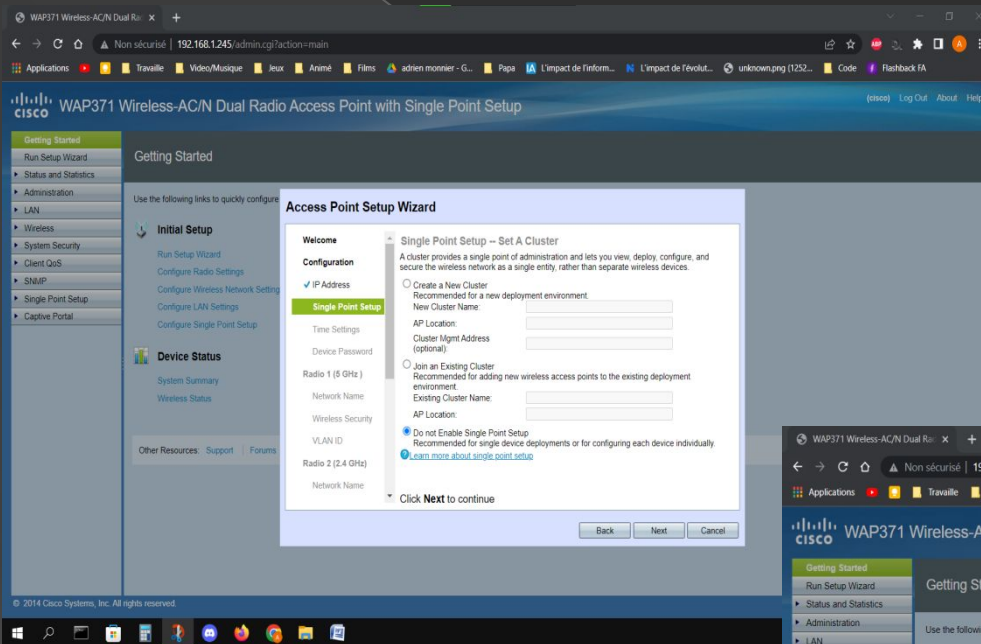 WAP371 Wireless-AC/N Dual Ra
Non sécurisé | 192.168.1.245/admin.cgi?action=main
Applications Travaille Video/Musique Jeux Animé Films adrien monnier - G... Papa L'impact de l'inform... L'impact de l'évolut... unknown.png (1252... Code Flashback FA
CISCO WAP371 Wireless-AC/N Dual Radio Access Point with Single Point Setup
(cisco) Log Out About Help
Getting Started
Run Setup Wizard
Status and Statistics
Administration
LAN
Wireless
System Security
Client QoS
SNMP
Single Point Setup
Captive Portal
Getting Started
Use the following links to quickly configure
Initial Setup
Run Setup Wizard
Configure Radio Settings
Configure Wireless Network Setting
Configure LAN Settings
Configure Single Point Setup
Device Status
System Summary
Wireless Status
Other Resources: Support | Forums
Access Point Setup Wizard
Welcome
Configuration
IP Address
Single Point Setup
Time Settings
Device Password
Radio 1 (5 GHz )
Network Name
Wireless Security
VLAN ID
Radio 2 (2.4 GHz)
Network Name
Single Point Setup -- Set A Cluster
A cluster provides a single point of administration and lets you view, deploy, configure, and
secure the wireless network as a single entity, rather than separate wireless devices.
Create a New Cluster
Recommended for a new deployment environment.
New Cluster Name:
AP Location:
Cluster Mgmt Address
(optional):
Join an Existing Cluster
Recommended for adding new wireless access points to the existing deployment
environment.
Existing Cluster Name:
AP Location:
Do not Enable Single Point Setup
Recommended for single device deployments or for configuring each device individually.
Learn more about single point setup
Click Next to continue
Back Next Cancel
© 2014 Cisco Systems, Inc. All rights reserved.
WAP371 Wireless-AC/N Dual Ra
Non sécurisé | 19
Applications Travaille
CISCO WAP371 Wireless-A
Getting Started
Run Setup Wizard
Status and Statistics
Administration
LAN
Getting St
Use the followi